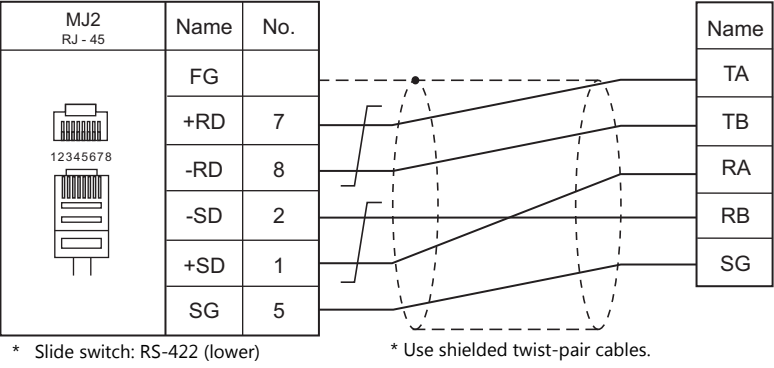 MJ2 Name No. Name
RJ - 45
FG TA
+RD 7 TB
12345678
-RD 8 RA
-SD 2 RB
+SD 1 SG
SG 5
* Slide switch: RS-422 (lower)
* Use shielded twist-pair cables.